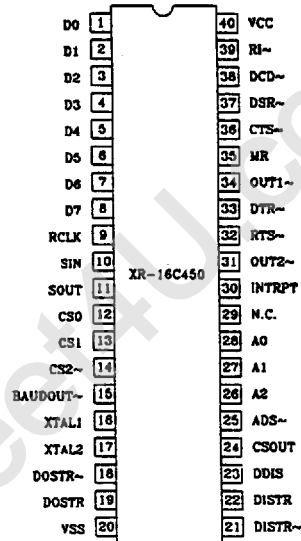 D0 1 40 VCC
D1 2 39 RI~
D2 3 38 DCD~
D3 4 37 DSR~
D4 5 36 CTS~
D5 6 35 MR
D6 7 34 OUT1~
D7 8 33 DTR~
RCLK 9 32 RTS~
SIN 10 31 OUT2~
XR-16C450
SOUT 11 30 INTRPT
CS0 12 29 N.C.
CS1 13 28 A0
CS2~ 14 27 A1
BAUDOUT~ 15 26 A2
XTAL1 16 25 ADS~
XTAL2 17 24 CSOUT
DOSTR~ 18 23 DDIS
DOSTR 19 22 DISTR
VSS 20 21 DISTR~